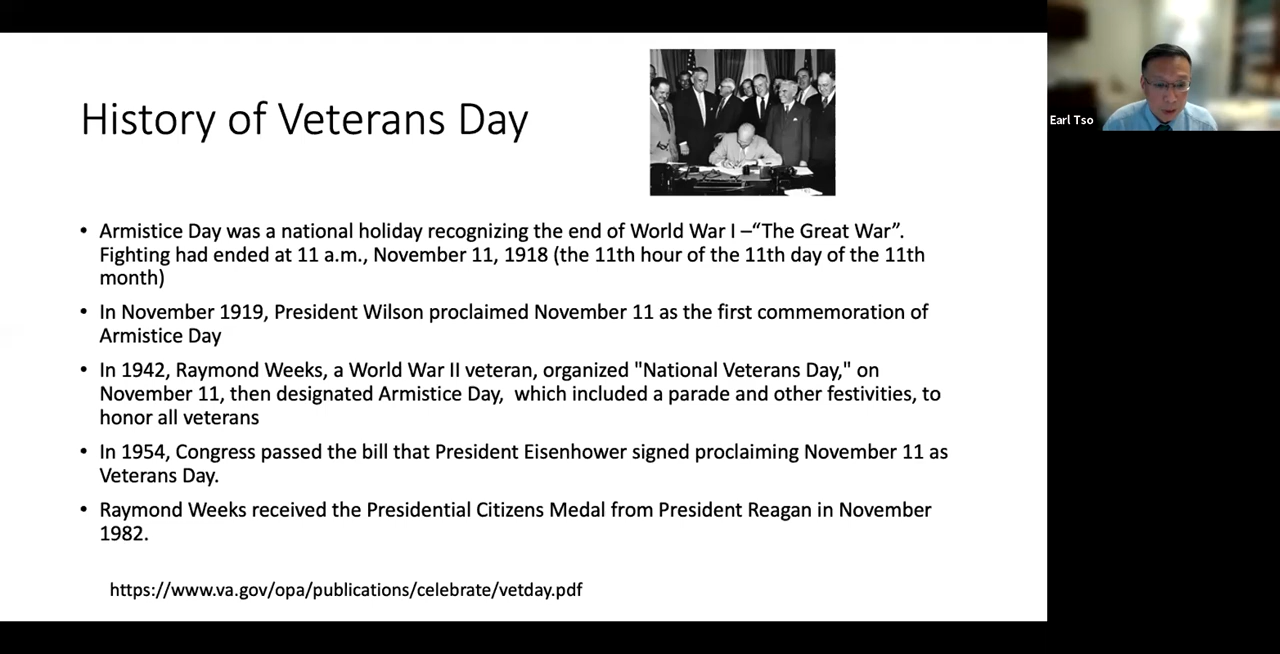 History of Veterans Day
Earl Tso
• Armistice Day was a national holiday recognizing the end of World War I –“The Great War”.
Fighting had ended at 11 a.m., November 11, 1918 (the 11th hour of the 11th day of the 11th
month)
• In November 1919, President Wilson proclaimed November 11 as the first commemoration of
Armistice Day
• In 1942, Raymond Weeks, a World War II veteran, organized "National Veterans Day," on
November 11, then designated Armistice Day,  which included a parade and other festivities, to
honor all veterans
• In 1954, Congress passed the bill that President Eisenhower signed proclaiming November 11 as
Veterans Day.
• Raymond Weeks received the Presidential Citizens Medal from President Reagan in November
1982.
https://www.va.gov/opa/publications/celebrate/vetday.pdf